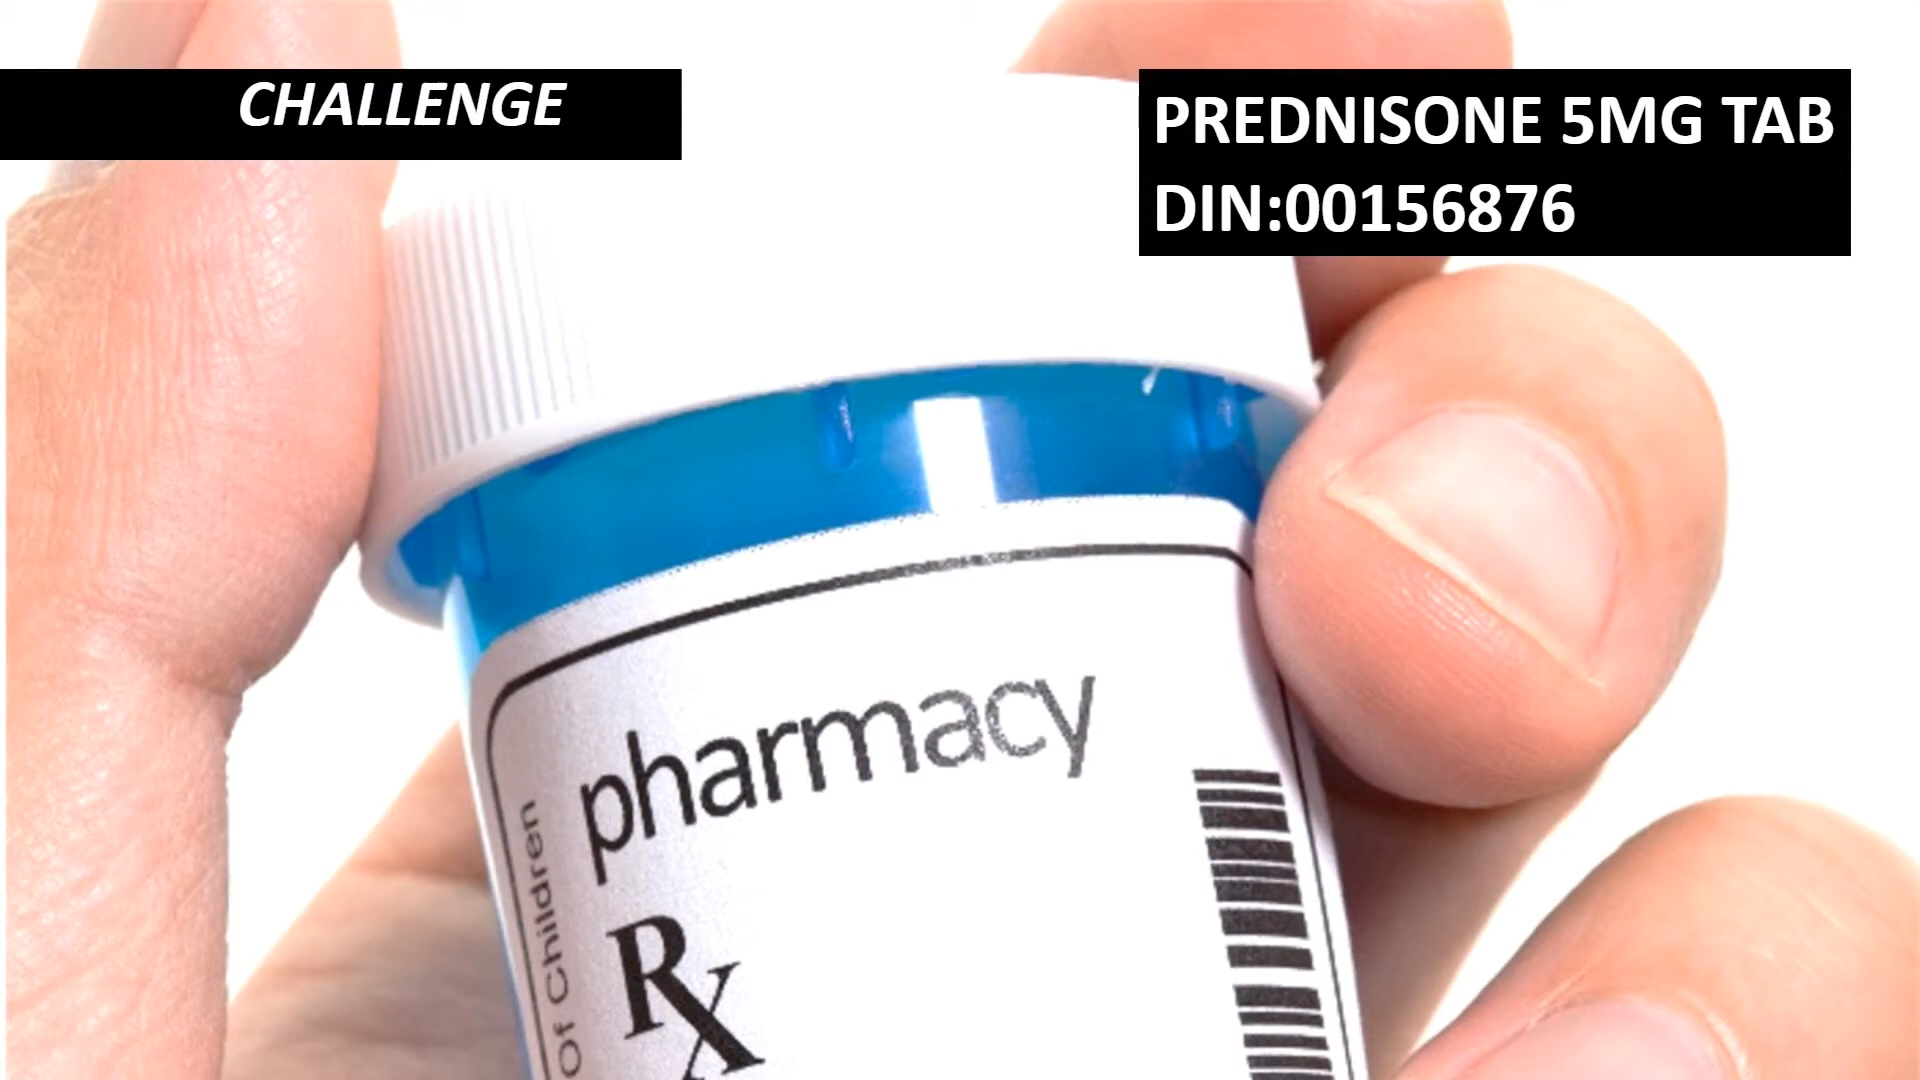 CHALLENGE
PREDNISONE 5MG TAB
DIN:00156876
pharmacy
of Children
Rx